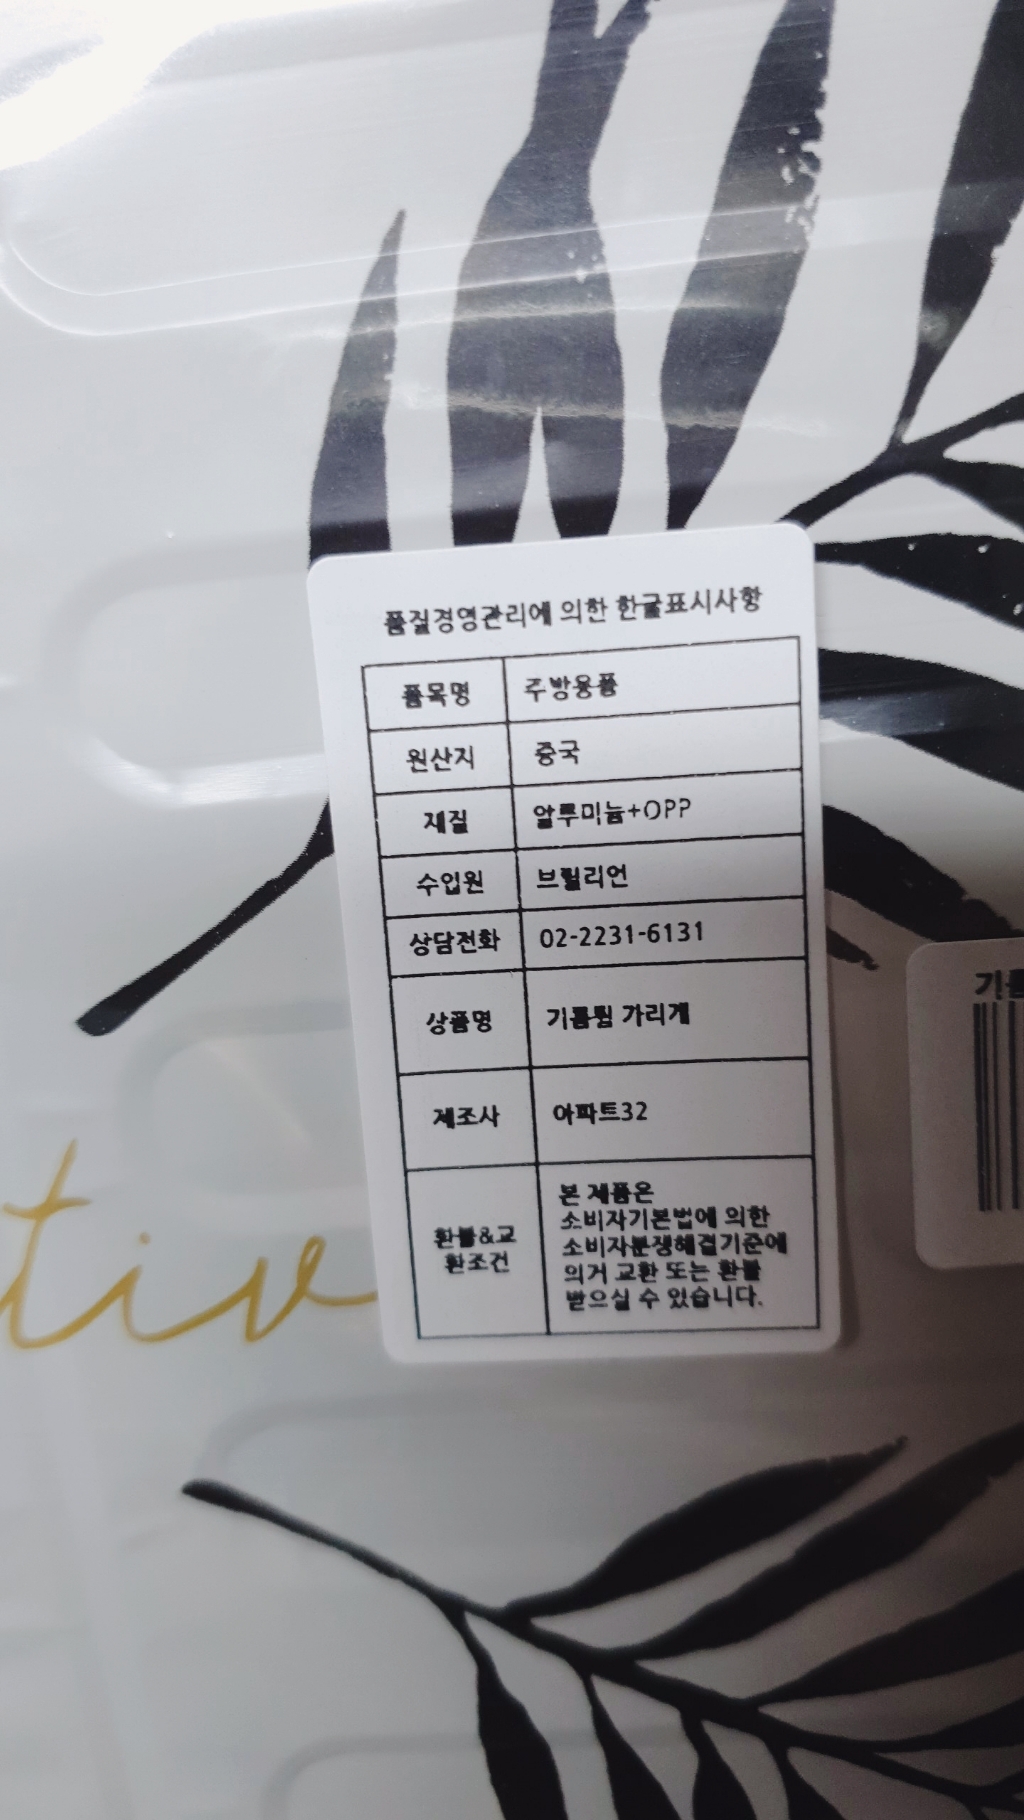 품질경영관리에 의한 한글표시사항
품목명 주방용품
원산지 중국
재질 알루미늄+OPP
수입원 브릴리언
상담전화 02-2231-6131
상품명 기름튐 가리개
제조사 아파트32
환불&교
환조건
본 제품은
소비자기본법에 의한
소비자분쟁해결기준에
의거 교환 또는 환불
받으실 수 있습니다.
tiv